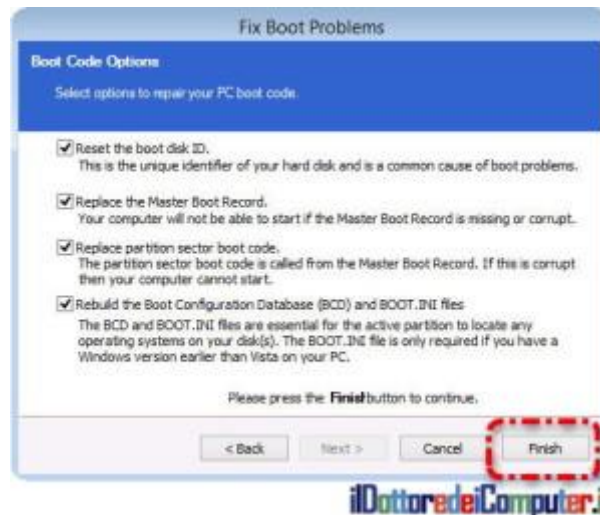 Fix Boot Problems
Boot Code Options
Select options to repair your PC boot code.
Reset the boot disk ID.
This is the unique identifier of your hard disk and is a common cause of boot problems.
Replace the Master Boot Record.
Your computer will not be able to start if the Master Boot Record is missing or corrupt.
Replace partition sector boot code.
The partition sector boot code is called from the Master Boot Record. If this is corrupt
then your computer cannot start.
Rebuild the Boot Configuration Database (BCD) and BOOT.INI files
The BCD and BOOT.INI files are essential for the active partition to locate any
operating systems on your disk(s). The BOOT.INI file is only required if you have a
Windows version earlier than Vista on your PC.
Please press the Finish button to continue.
< Back Next > Cancel Finish
ilDottoredeiComputer.i